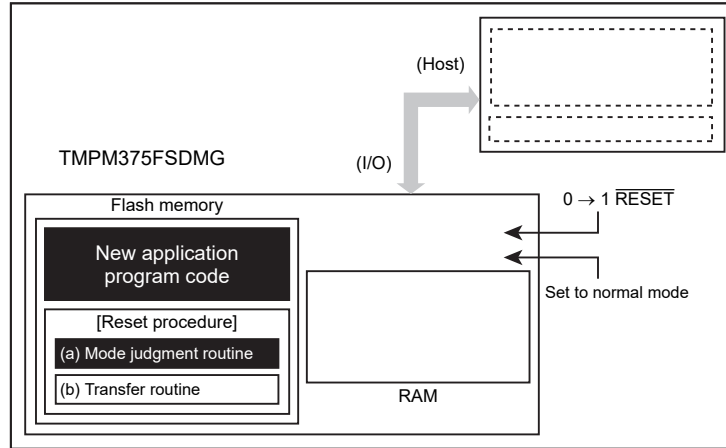 (Host)
TMPM375FSDMG
(I/O)
Flash memory
0 → 1 RESET
New application
program code
Set to normal mode
[Reset procedure]
(a) Mode judgment routine
(b) Transfer routine
RAM